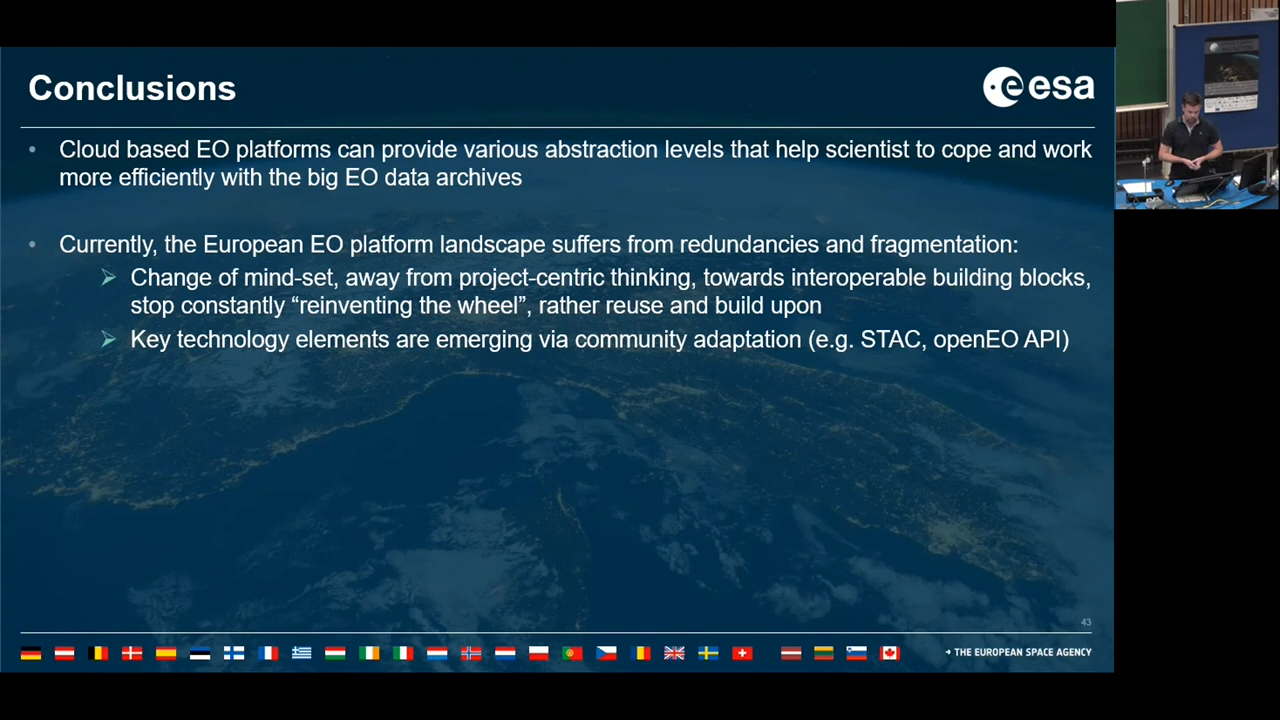 Conclusions
esa
• Cloud based EO platforms can provide various abstraction levels that help scientist to cope and work
more efficiently with the big EO data archives
• Currently, the European EO platform landscape suffers from redundancies and fragmentation:
➢ Change of mind-set, away from project-centric thinking, towards interoperable building blocks,
stop constantly “reinventing the wheel”, rather reuse and build upon
➢ Key technology elements are emerging via community adaptation (e.g. STAC, openEO API)
43
→ THE EUROPEAN SPACE AGENCY